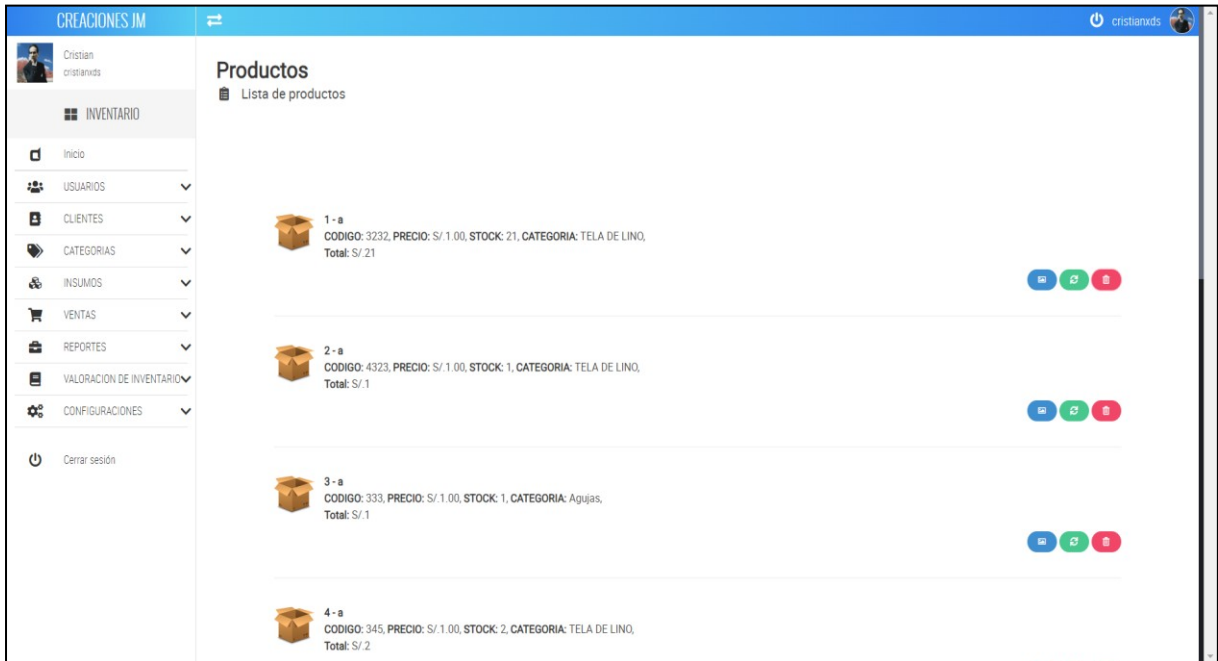 CREACIONES JM
cristianxds
Cristian
cristianxds
INVENTARIO
Inicio
USUARIOS
CLIENTES
CATEGORIAS
INSUMOS
VENTAS
REPORTES
VALORACION DE INVENTARIO
CONFIGURACIONES
Cerrar sesión
Productos
Lista de productos
1 - a
CODIGO: 3232, PRECIO: S/.1.00, STOCK: 21, CATEGORIA: TELA DE LINO,
Total: S/.21
2 - a
CODIGO: 4323, PRECIO: S/.1.00, STOCK: 1, CATEGORIA: TELA DE LINO,
Total: S/.1
3 - a
CODIGO: 333, PRECIO: S/.1.00, STOCK: 1, CATEGORIA: Agujas,
Total: S/.1
4 - a
CODIGO: 345, PRECIO: S/.1.00, STOCK: 2, CATEGORIA: TELA DE LINO,
Total: S/.2